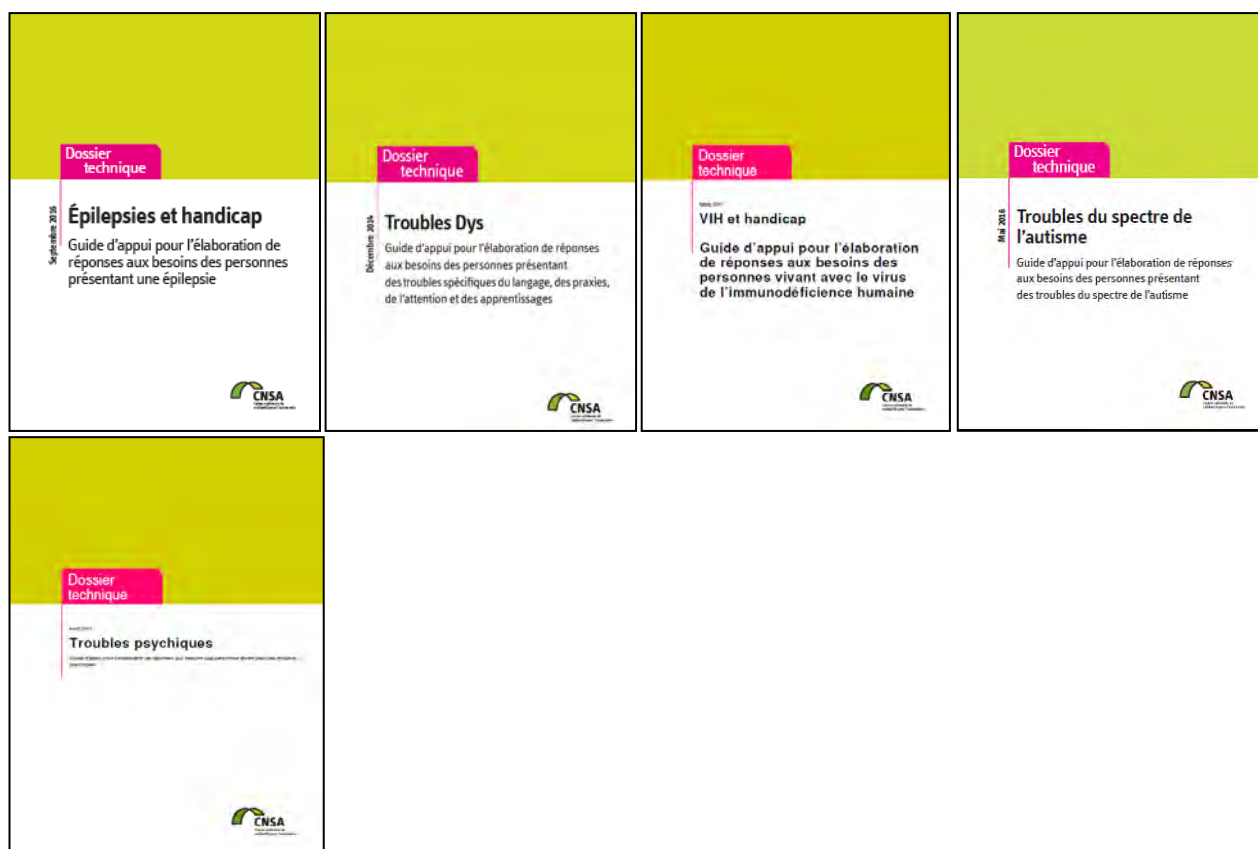 Dossier
technique
Septembre 2016
Épilepsies et handicap
Guide d'appui pour l'élaboration de
réponses aux besoins des personnes
présentant une épilepsie
CNSA
Dossier
technique
Décembre 2014
Troubles Dys
Guide d'appui pour l'élaboration de réponses
aux besoins des personnes présentant
des troubles spécifiques du langage, des praxies,
de l'attention et des apprentissages
CNSA
Dossier
technique
VIH et handicap
Guide d'appui pour l'élaboration
de réponses aux besoins des
personnes vivant avec le virus
de l'immunodéficience humaine
CNSA
Dossier
technique
Mai 2016
Troubles du spectre de
l'autisme
Guide d'appui pour l'élaboration de réponses
aux besoins des personnes présentant
des troubles du spectre de l'autisme
CNSA
Dossier
technique
Troubles psychiques
CNSA